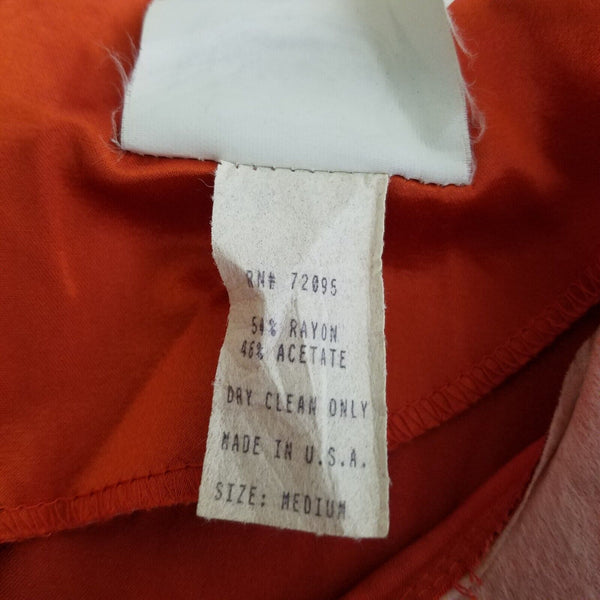 RN# 72095
54% RAYON
46% ACETATE
DRY CLEAN ONLY
MADE IN U.S.A.
SIZE: MEDIUM